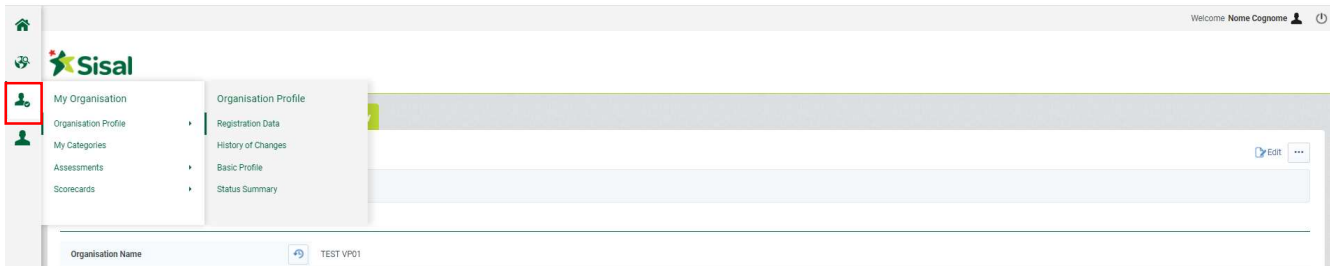 Welcome Nome Cognome
Sisal
My Organisation
Organisation Profile
My Categories
Assessments
Scorecards
Organisation Profile
Registration Data
History of Changes
Basic Profile
Status Summary
Edit
Organisation Name TEST VP01